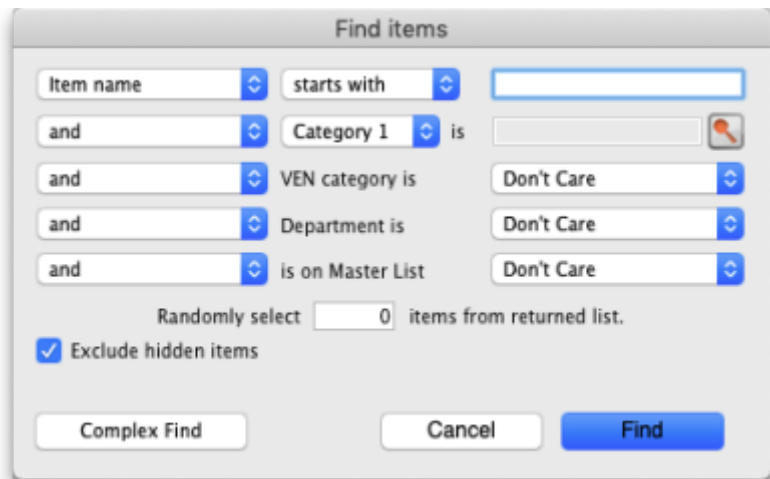 Find items
Item name starts with
and Category 1 is
and VEN category is Don't Care
and Department is Don't Care
and is on Master List Don't Care
Randomly select 0 items from returned list.
Exclude hidden items
Complex Find Cancel Find